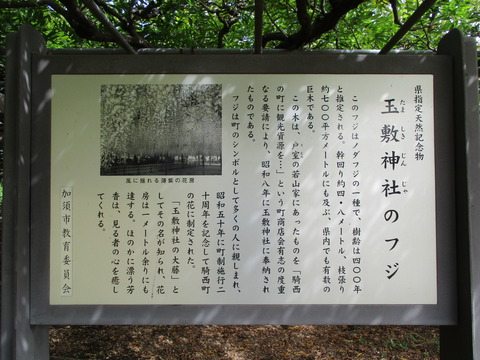 県指定天然記念物
玉敷神社のフジ
たましきじんじゃ
このフジはノダフジの一種で、樹齢は四〇〇年
と推定される。幹回り約四・八メートル、枝張り
約七〇〇平方メートルにも及ぶ、県内でも有数の
巨木である。
この木は、戸室の若山家にあったものを「騎西
の町に観光資源を…」という町商店会有志の度重
なる要請により、昭和八年に玉敷神社に奉納され
たものである。
フジは町のシンボルとして多くの人に親しまれ、
昭和五十年に町制施行二
十周年を記念して騎西町
の花に制定された。
「玉敷神社の大藤」と
してその名が知られ、花
房は一メートル余りにも
達する。ほのかに漂う芳
香は、見る者の心を癒し
てくれる。
風に揺れる薄紫の花房
加須市教育委員会